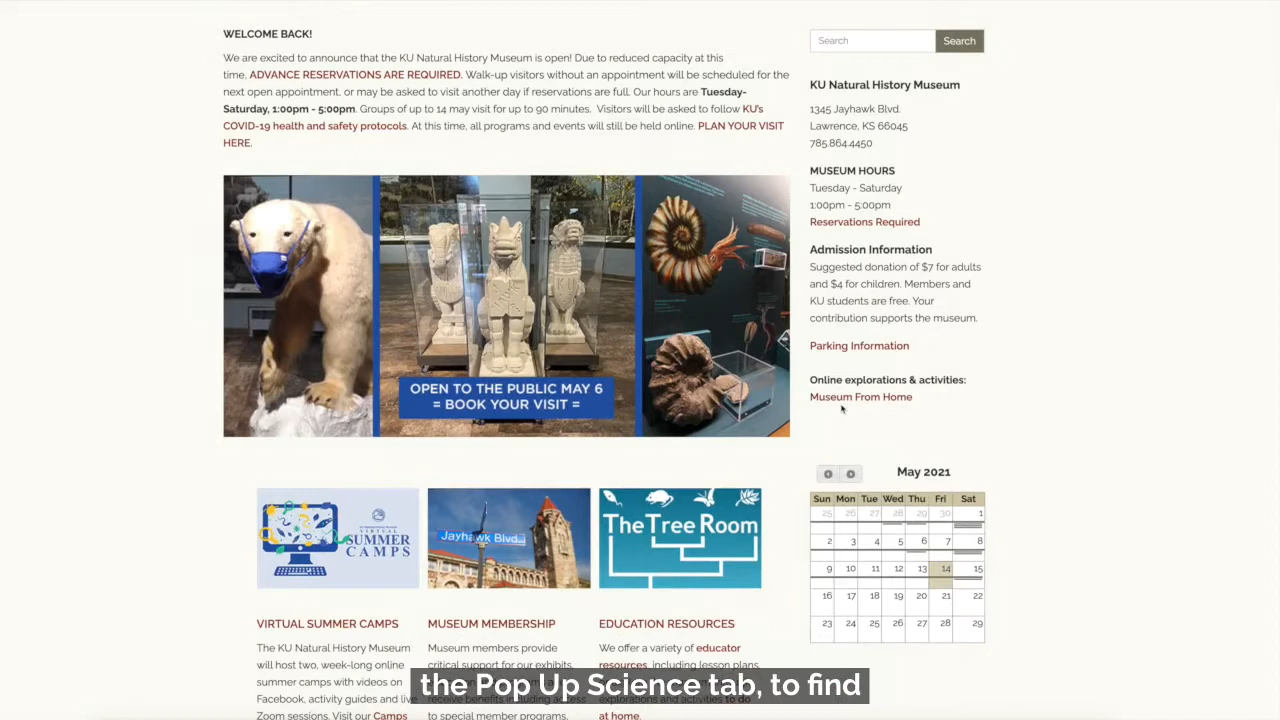 WELCOME BACK!
We are excited to announce that the KU Natural History Museum is open! Due to reduced capacity at this
time, ADVANCE RESERVATIONS ARE REQUIRED. Walk-up visitors without an appointment will be scheduled for the
next open appointment, or may be asked to visit another day if reservations are full. Our hours are Tuesday-
Saturday, 1:00pm - 5:00pm. Groups of up to 14 may visit for up to 90 minutes. Visitors will be asked to follow KU's
COVID-19 health and safety protocols. At this time, all programs and events will still be held online. PLAN YOUR VISIT
HERE.
OPEN TO THE PUBLIC MAY 6
= BOOK YOUR VISIT =
VIRTUAL
SUMMER
CAMPS
Jayhawk Blvd.
The Tree Room
VIRTUAL SUMMER CAMPS
The KU Natural History Museum
will host two, week-long online
summer camps with videos on
Facebook, activity guides and live
Zoom sessions. Visit our Camps
MUSEUM MEMBERSHIP
Museum members provide
critical support for our exhibits,
to special member programs,
EDUCATION RESOURCES
We offer a variety of educator
resources, including lesson plans,
at home.
Search
Search
KU Natural History Museum
1345 Jayhawk Blvd.
Lawrence, KS 66045
785.864.4450
MUSEUM HOURS
Tuesday - Saturday
1:00pm - 5:00pm
Reservations Required
Admission Information
Suggested donation of $7 for adults
and $4 for children. Members and
KU students are free. Your
contribution supports the museum.
Parking Information
Online explorations & activities:
Museum From Home
May 2021
Sun Mon Tue Wed Thu Fri Sat
25 26 27 28 29 30 1
2 3 4 5 6 7 8
9 10 11 12 13 14 15
16 17 18 19 20 21 22
23 24 25 26 27 28 29
the Pop Up Science tab, to find